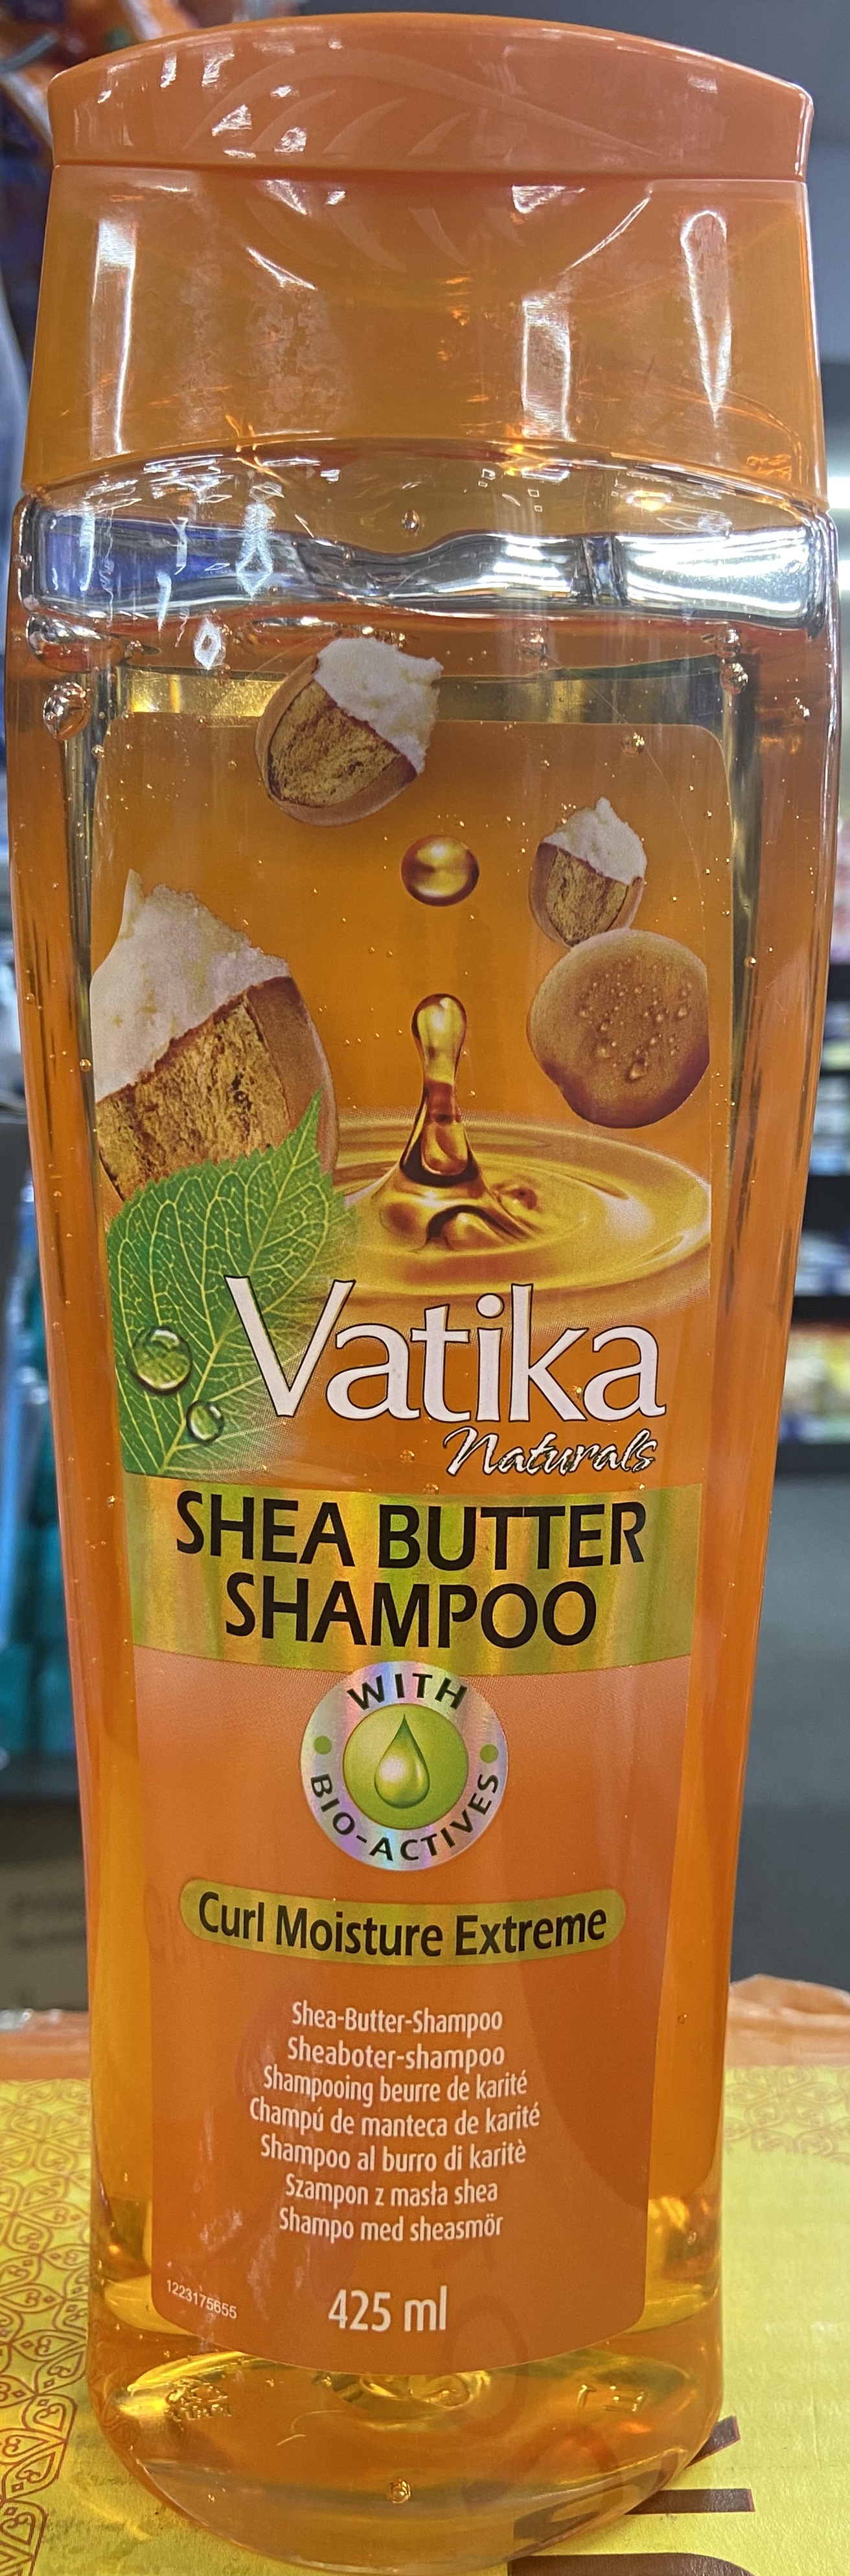 Vatika
Naturals
SHEA BUTTER
SHAMPOO
WITH
BIO-ACTIVES
Curl Moisture Extreme
Shea-Butter-Shampoo
Sheaboter-shampoo
Shampooing beurre de karité
Champú de manteca de karité
Shampoo al burro di karitè
Szampon z masła shea
Shampo med sheasmör
1223175655
425 ml